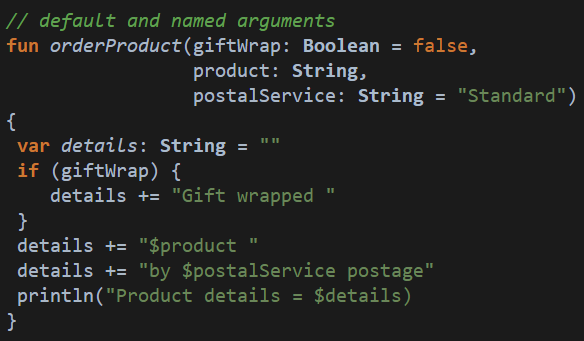 // default and named arguments
fun orderProduct(giftWrap: Boolean = false,
                 product: String,
                 postalService: String = "Standard")
{
 var details: String = ""
 if (giftWrap) {
    details += "Gift wrapped "
 }
 details += "$product "
 details += "by $postalService postage"
 println("Product details = $details)
}